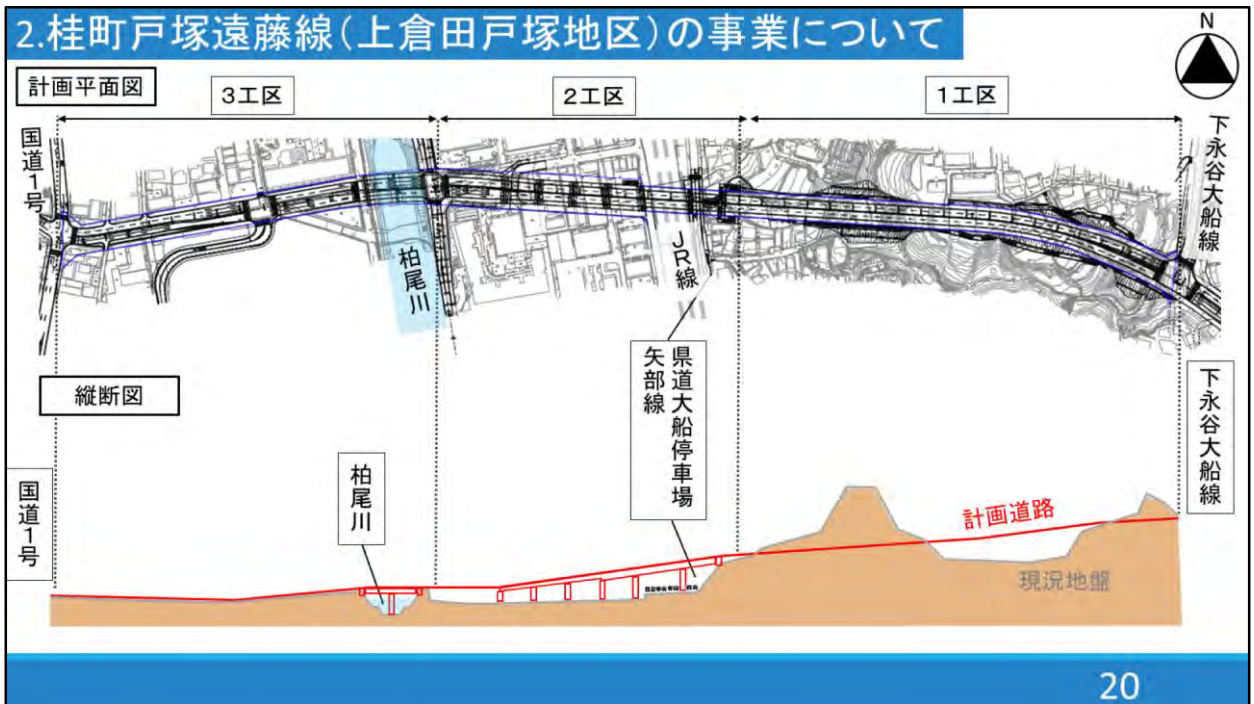 2.桂町戸塚遠藤線(上倉田戸塚地区)の事業について
N
計画平面図
3工区
2工区
1工区
国道1号
柏尾川
JR線
下永谷大船線
縦断図
県道大船停車場
矢部線
国道1号
柏尾川
下永谷大船線
計画道路
現況地盤
20